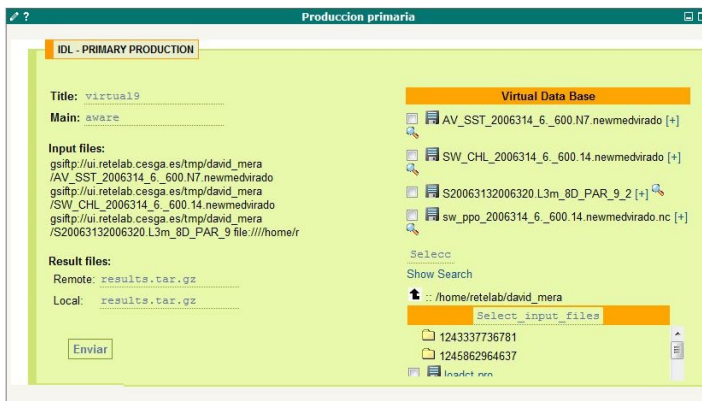 ?
Produccion primaria
IDL - PRIMARY PRODUCTION
Title: virtual9
Main: aware
Input files:
gsiftp://ui.retelab.cesga.es/tmp/david_mera
/AV_SST_2006314_6._600.N7.newmedvirado
gsiftp://ui.retelab.cesga.es/tmp/david_mera
/SW_CHL_2006314_6._600.14.newmedvirado
gsiftp://ui.retelab.cesga.es/tmp/david_mera
/S20063132006320.L3m_8D_PAR_9 file:////home/r
Result files:
Remote: results.tar.gz
Local: results.tar.gz
Enviar
Virtual Data Base
AV_SST_2006314_6._600.N7.newmedvirado [+]
SW_CHL_2006314_6._600.14.newmedvirado [+]
S20063132006320.L3m_8D_PAR_9_2 [+]
sw_ppo_2006314_6._600.14.newmedvirado.nc [+]
Selecc
Show Search
:: /home/retelab/david_mera
Select_input_files
1243337736781
1245862964637
loadct.pro